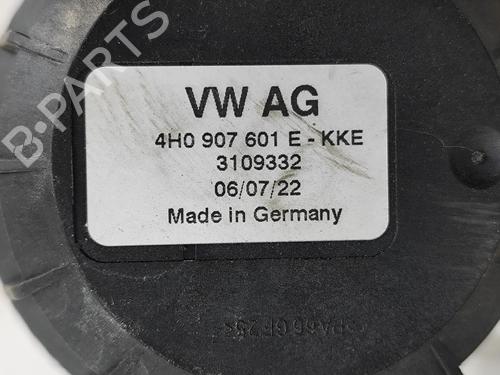 VW AG
4H0 907 601 E - KKE
3109332
06/07/22
Made in Germany
B-PARTS